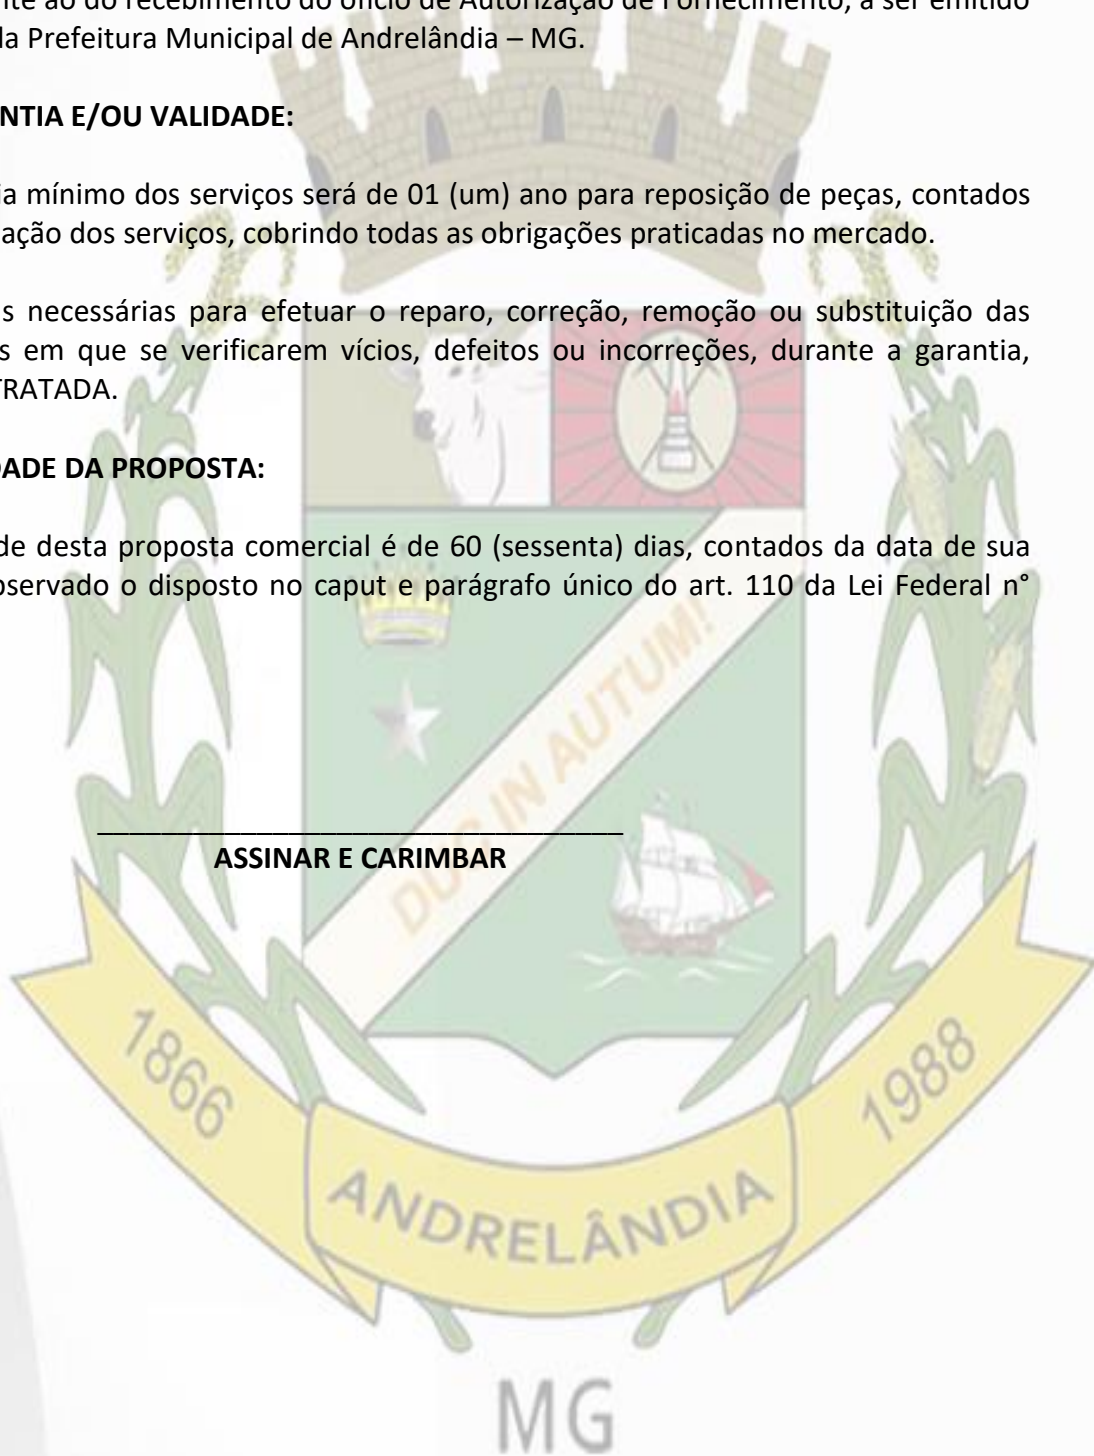 nte ao do recebimento do ofício de Autorização de Fornecimento, a ser emitido
da Prefeitura Municipal de Andrelândia – MG.
NTIA E/OU VALIDADE:
ia mínimo dos serviços será de 01 (um) ano para reposição de peças, contados
ação dos serviços, cobrindo todas as obrigações praticadas no mercado.
s necessárias para efetuar o reparo, correção, remoção ou substituição das
s em que se verificarem vícios, defeitos ou incorreções, durante a garantia,
TRATADA.
DADE DA PROPOSTA:
de desta proposta comercial é de 60 (sessenta) dias, contados da data de sua
bservado o disposto no caput e parágrafo único do art. 110 da Lei Federal n°
DUC IN AUTUM!
ASSINAR E CARIMBAR
1866
1988
ANDRELÂNDIA
MG